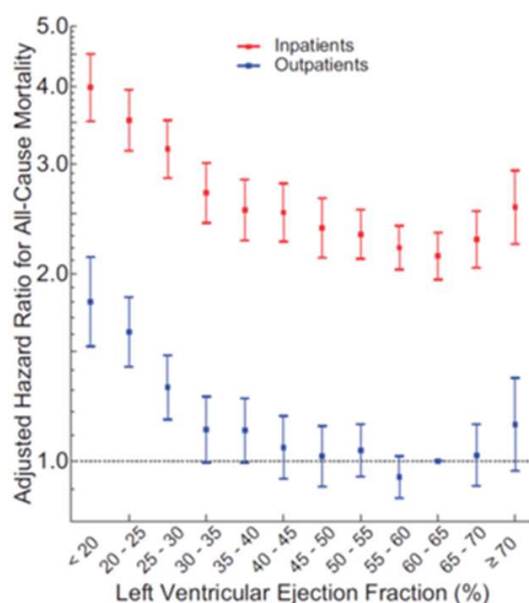 Adjusted Hazard Ratio for All-Cause Mortality
5.0
4.0
3.0
2.0
1.0
Inpatients
Outpatients
< 20
20 - 25
25 - 30
30 - 35
35 - 40
40 - 45
45 - 50
50 - 55
55 - 60
60 - 65
65 - 70
≥ 70
Left Ventricular Ejection Fraction (%)